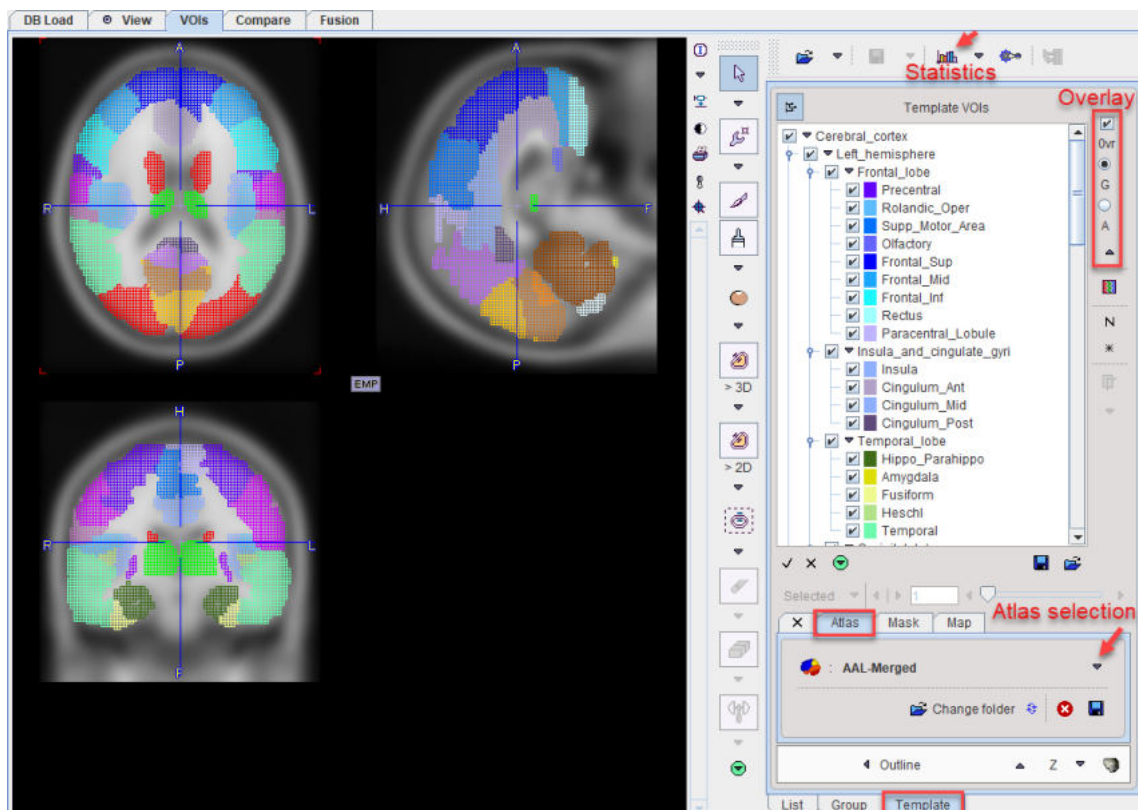 DB Load View VOIs Compare Fusion
Statistics
Template VOIs
Overlay
Ovr
G
A
N
Cerebral_cortex
Left_hemisphere
Frontal_lobe
Precentral
Rolandic_Oper
Supp_Motor_Area
Olfactory
Frontal_Sup
Frontal_Mid
Frontal_Inf
Rectus
Paracentral_Lobule
Insula_and_cingulate_gyri
Insula
Cingulum_Ant
Cingulum_Mid
Cingulum_Post
Temporal_lobe
Hippo_Parahippo
Amygdala
Fusiform
Heschl
Temporal
A
R L
P
A
H F
P
EMP
H
R L
F
> 3D
> 2D
Selected 1
Atlas selection
X Atlas Mask Map
: AAL-Merged
Change folder
Outline Z
List Group Template